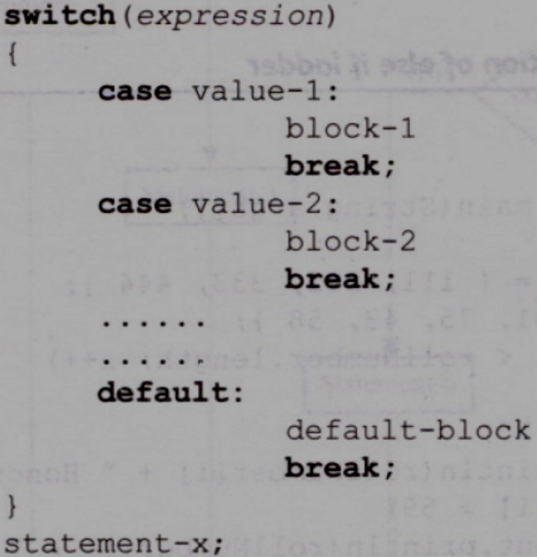 switch(expression)
{
case value-1:
block-1
break;
case value-2:
block-2
break;
......
......
default:
default-block
break;
}
statement-x;